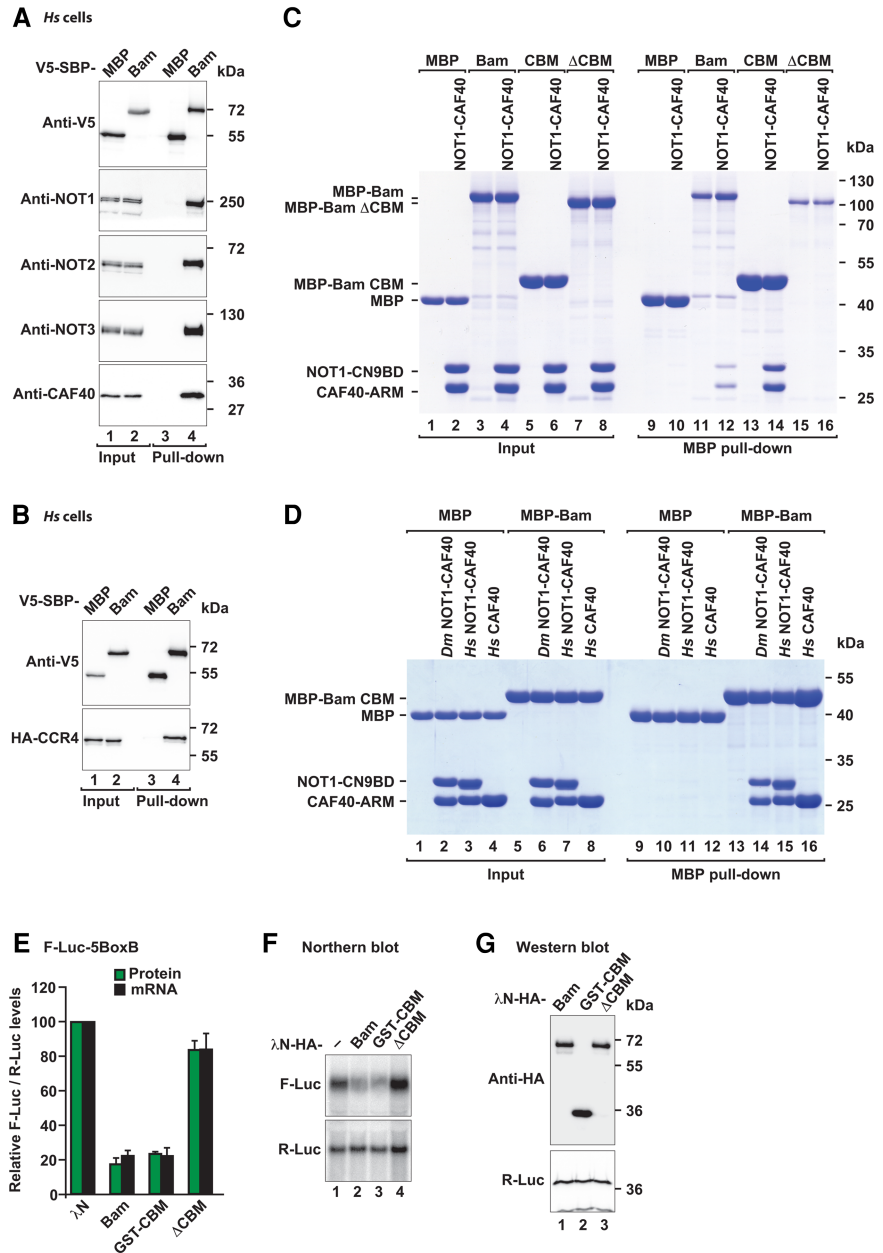 A Hs cells
V5-SBP- MBP Bam MBP Bam kDa
Anti-V5 72
55
Anti-NOT1 250
Anti-NOT2 72
Anti-NOT3 130
Anti-CAF40 36
27
1 2 3 4
Input Pull-down
B Hs cells
V5-SBP- MBP Bam MBP Bam kDa
Anti-V5 72
55
HA-CCR4 72
55
1 2 3 4
Input Pull-down
C
MBP Bam CBM ΔCBM MBP Bam CBM ΔCBM
NOT1-CAF40 NOT1-CAF40 NOT1-CAF40 NOT1-CAF40 NOT1-CAF40 NOT1-CAF40 NOT1-CAF40 NOT1-CAF40
kDa
MBP-Bam 130
MBP-Bam ΔCBM 100
70
55
MBP-Bam CBM
MBP 40
35
NOT1-CN9BD
CAF40-ARM 25
1 2 3 4 5 6 7 8 9 10 11 12 13 14 15 16
Input MBP pull-down
D
MBP MBP-Bam MBP MBP-Bam
Dm NOT1-CAF40 Hs NOT1-CAF40 Hs CAF40 Dm NOT1-CAF40 Hs NOT1-CAF40 Hs CAF40 Dm NOT1-CAF40 Hs NOT1-CAF40 Hs CAF40 Dm NOT1-CAF40 Hs NOT1-CAF40 Hs CAF40
kDa
55
MBP-Bam CBM
MBP 40
35
NOT1-CN9BD
CAF40-ARM 25
1 2 3 4 5 6 7 8 9 10 11 12 13 14 15 16
Input MBP pull-down
E F-Luc-5BoxB
Protein
mRNA
Relative F-Luc / R-Luc levels
120
100
80
60
40
20
0
λN Bam GST-CBM ΔCBM
F Northern blot
λN-HA- – Bam GST-CBM ΔCBM
F-Luc
R-Luc
1 2 3 4
G Western blot
λN-HA- Bam GST-CBM ΔCBM kDa
72
55
Anti-HA
36
R-Luc
36
1 2 3